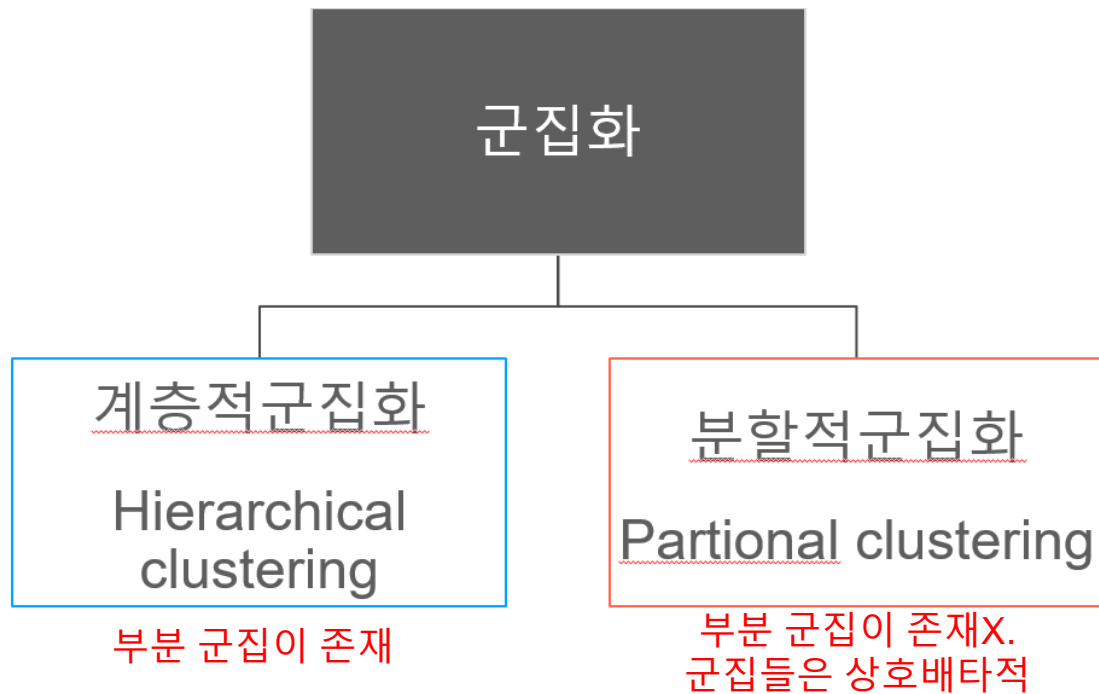 군집화
계층적군집화
Hierarchical
clustering
부분 군집이 존재
분할적군집화
Partional clustering
부분 군집이 존재X.
군집들은 상호배타적